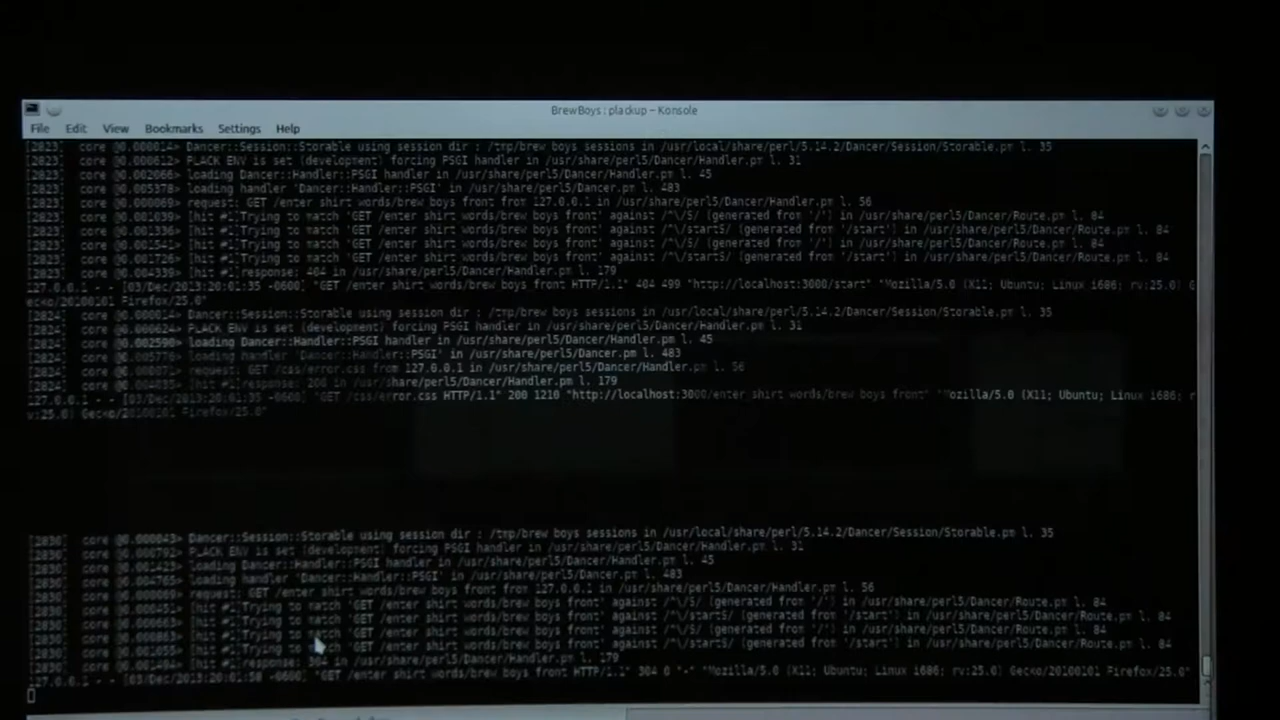 BrewBoys : plackup – Konsole
File Edit View Bookmarks Settings Help
[2823] core @0.000014> Dancer::Session::Storable using session dir : /tmp/brew_boys_sessions in /usr/local/share/perl/5.14.2/Dancer/Session/Storable.pm l. 35
[2823] core @0.000612> PLACK_ENV is set (development) forcing PSGI handler in /usr/share/perl5/Dancer/Handler.pm l. 31
[2823] core @0.002066> loading Dancer::Handler::PSGI handler in /usr/share/perl5/Dancer/Handler.pm l. 45
[2823] core @0.005378> loading handler 'Dancer::Handler::PSGI' in /usr/share/perl5/Dancer.pm l. 483
[2823] core @0.000069> request: GET /enter_shirt_words/brew_boys_front from 127.0.0.1 in /usr/share/perl5/Dancer/Handler.pm l. 56
[2823] core @0.001039> [hit #1]Trying to match 'GET /enter_shirt_words/brew_boys_front' against /^\/$/ (generated from '/') in /usr/share/perl5/Dancer/Route.pm l. 84
[2823] core @0.001336> [hit #1]Trying to match 'GET /enter_shirt_words/brew_boys_front' against /^\/start$/ (generated from '/start') in /usr/share/perl5/Dancer/Route.pm l. 84
[2823] core @0.001541> [hit #1]Trying to match 'GET /enter_shirt_words/brew_boys_front' against /^\/$/ (generated from '/') in /usr/share/perl5/Dancer/Route.pm l. 84
[2823] core @0.001726> [hit #1]Trying to match 'GET /enter_shirt_words/brew_boys_front' against /^\/start$/ (generated from '/start') in /usr/share/perl5/Dancer/Route.pm l. 84
[2823] core @0.004339> [hit #1]response: 404 in /usr/share/perl5/Dancer/Handler.pm l. 179
127.0.0.1 - - [03/Dec/2013:20:01:35 -0600] "GET /enter_shirt_words/brew_boys_front HTTP/1.1" 404 499 "http://localhost:3000/start" "Mozilla/5.0 (X11; Ubuntu; Linux i686; rv:25.0) G
ecko/20100101 Firefox/25.0"
[2824] core @0.000014> Dancer::Session::Storable using session dir : /tmp/brew_boys_sessions in /usr/local/share/perl/5.14.2/Dancer/Session/Storable.pm l. 35
[2824] core @0.000624> PLACK_ENV is set (development) forcing PSGI handler in /usr/share/perl5/Dancer/Handler.pm l. 31
[2824] core @0.002590> loading Dancer::Handler::PSGI handler in /usr/share/perl5/Dancer/Handler.pm l. 45
[2824] core @0.005776> loading handler 'Dancer::Handler::PSGI' in /usr/share/perl5/Dancer.pm l. 483
[2824] core @0.000071> request: GET /css/error.css from 127.0.0.1 in /usr/share/perl5/Dancer/Handler.pm l. 56
[2824] core [hit #1]response: 200 in /usr/share/perl5/Dancer/Handler.pm l. 179
127.0.0.1 - - [03/Dec/2013:20:01:35 -0600] "GET /css/error.css HTTP/1.1" 200 1210 "http://localhost:3000/enter_shirt_words/brew_boys_front" "Mozilla/5.0 (X11; Ubuntu; Linux i686; r
v:25.0) Gecko/20100101 Firefox/25.0"
[2830] core @0.000043> Dancer::Session::Storable using session dir : /tmp/brew_boys_sessions in /usr/local/share/perl/5.14.2/Dancer/Session/Storable.pm l. 35
[2830] core @0.000792> PLACK_ENV is set (development) forcing PSGI handler in /usr/share/perl5/Dancer/Handler.pm l. 31
[2830] core @0.001423> loading Dancer::Handler::PSGI handler in /usr/share/perl5/Dancer/Handler.pm l. 45
[2830] core @0.004765> loading handler 'Dancer::Handler::PSGI' in /usr/share/perl5/Dancer.pm l. 483
[2830] core @0.000069> request: GET /enter_shirt_words/brew_boys_front from 127.0.0.1 in /usr/share/perl5/Dancer/Handler.pm l. 56
[2830] core @0.000451> [hit #1]Trying to match 'GET /enter_shirt_words/brew_boys_front' against /^\/$/ (generated from '/') in /usr/share/perl5/Dancer/Route.pm l. 84
[2830] core @0.000663> [hit #1]Trying to match 'GET /enter_shirt_words/brew_boys_front' against /^\/start$/ (generated from '/start') in /usr/share/perl5/Dancer/Route.pm l. 84
[2830] core @0.000863> [hit #1]Trying to match 'GET /enter_shirt_words/brew_boys_front' against /^\/$/ (generated from '/') in /usr/share/perl5/Dancer/Route.pm l. 84
[2830] core @0.001055> [hit #1]Trying to match 'GET /enter_shirt_words/brew_boys_front' against /^\/start$/ (generated from '/start') in /usr/share/perl5/Dancer/Route.pm l. 84
[2830] core @0.001484> [hit #1]response: 304 in /usr/share/perl5/Dancer/Handler.pm l. 179
127.0.0.1 - - [03/Dec/2013:20:01:50 -0600] "GET /enter_shirt_words/brew_boys_front HTTP/1.1" 304 0 "-" "Mozilla/5.0 (X11; Ubuntu; Linux i686; rv:25.0) Gecko/20100101 Firefox/25.0"